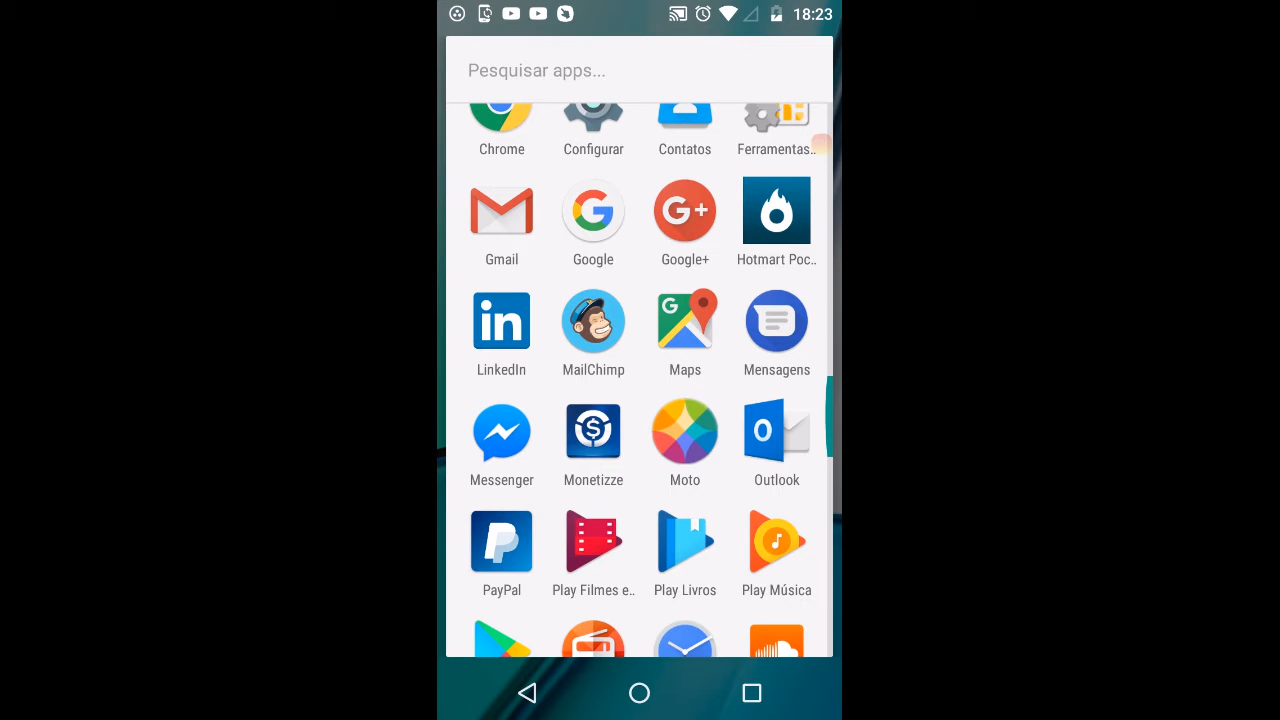 18:23
Pesquisar apps...
Chrome Configurar Contatos Ferramentas..
Gmail Google Google+ Hotmart Poc..
LinkedIn MailChimp Maps Mensagens
Messenger Monetizze Moto Outlook
PayPal Play Filmes e.. Play Livros Play Música